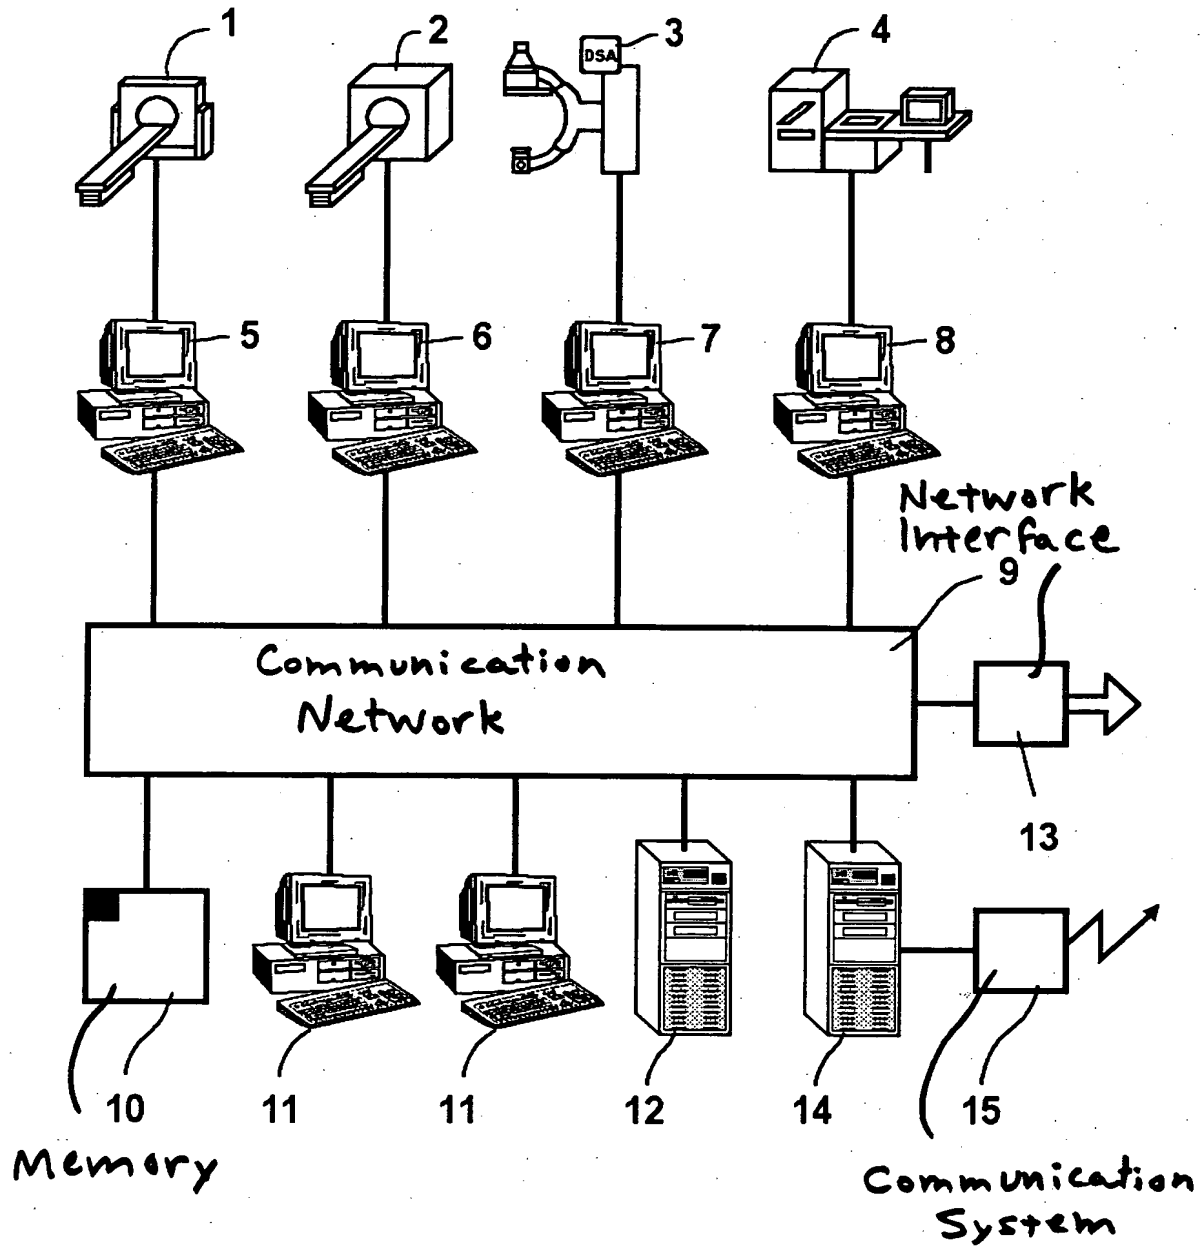 1
2
3
4
DSA
5
6
7
8
Network
Interface
9
Communication
Network
13
10
11
11
12
14
15
Memory
Communication
System